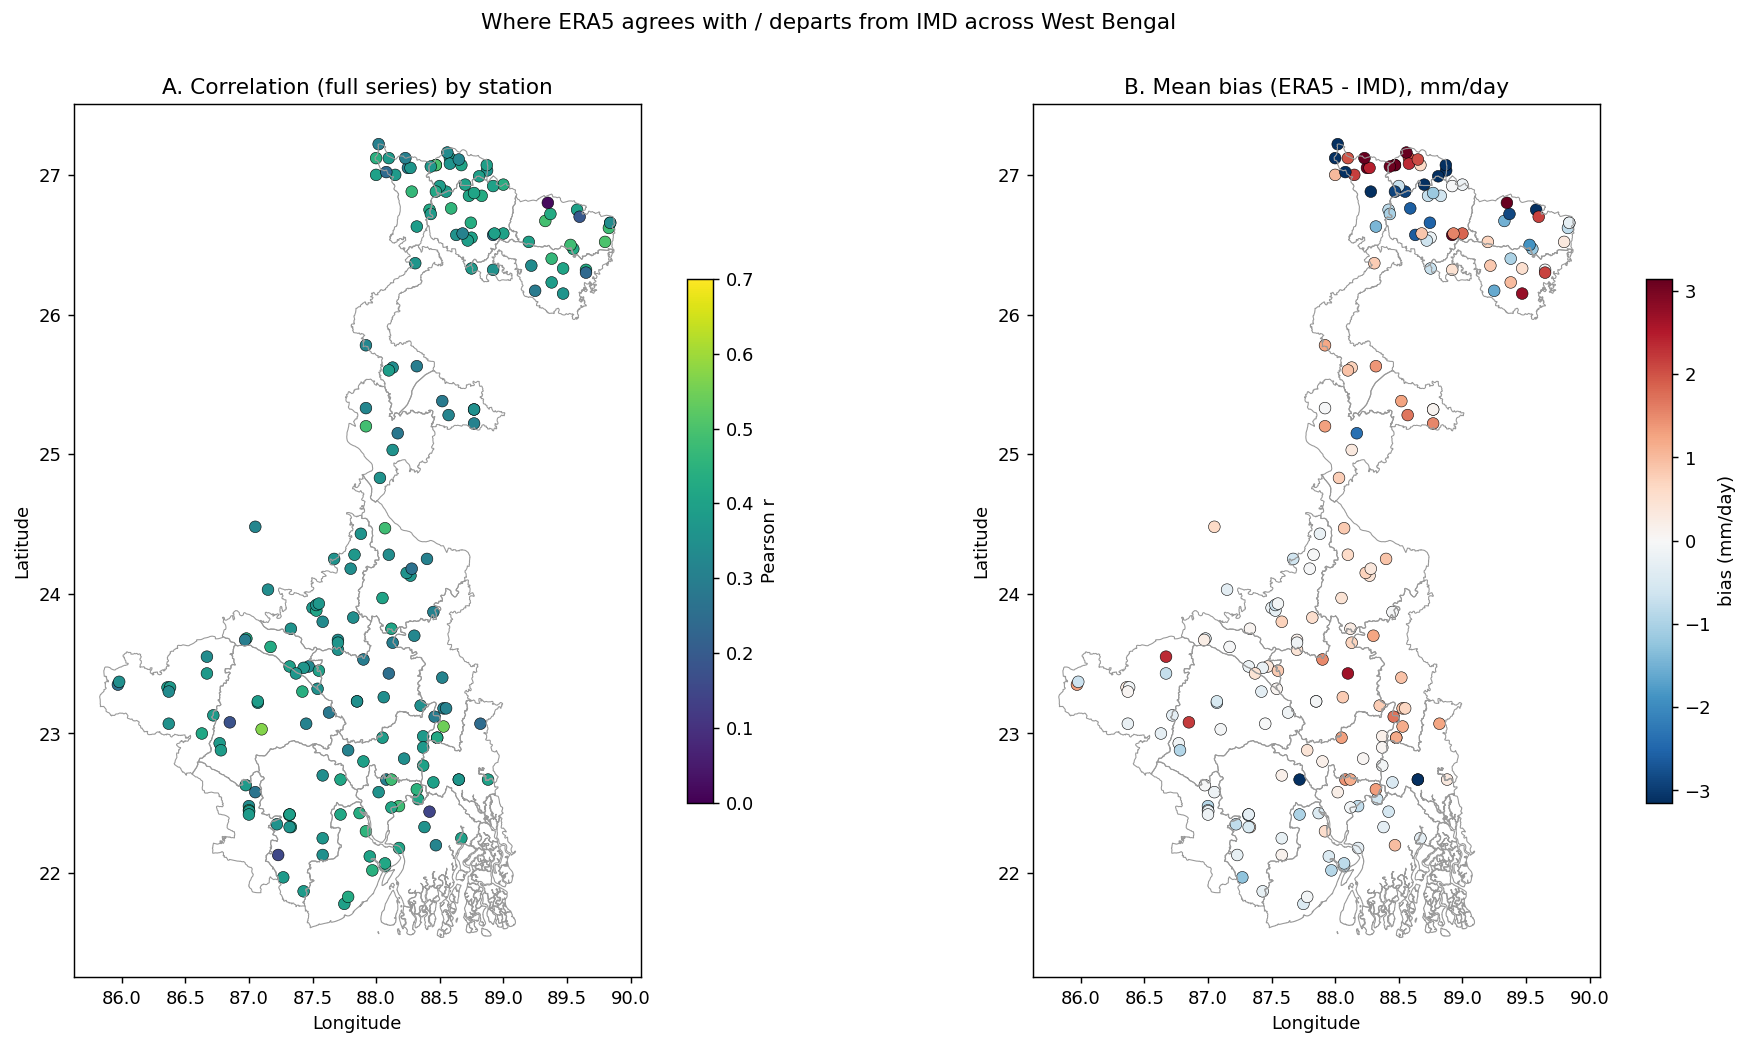 Where ERA5 agrees with / departs from IMD across West Bengal
A. Correlation (full series) by station
27
26
25
24
23
22
Latitude
86.0 86.5 87.0 87.5 88.0 88.5 89.0 89.5 90.0
Longitude
0.7
0.6
0.5
0.4
0.3
0.2
0.1
0.0
Pearson r
B. Mean bias (ERA5 - IMD), mm/day
27
26
25
24
23
22
Latitude
86.0 86.5 87.0 87.5 88.0 88.5 89.0 89.5 90.0
Longitude
3
2
1
0
−1
−2
−3
bias (mm/day)